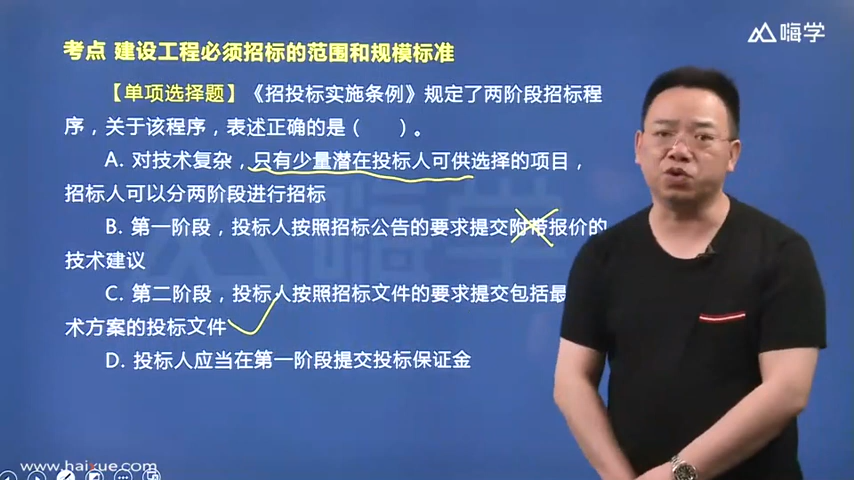 考点 建设工程必须招标的范围和规模标准
嗨学
【单项选择题】《招投标实施条例》规定了两阶段招标程
序，关于该程序，表述正确的是（    ）。
A. 对技术复杂，只有少量潜在投标人可供选择的项目，
招标人可以分两阶段进行招标
B. 第一阶段，投标人按照招标公告的要求提交附带报价的
技术建议
C. 第二阶段，投标人按照招标文件的要求提交包括最
术方案的投标文件
D. 投标人应当在第一阶段提交投标保证金
www.haixue.com